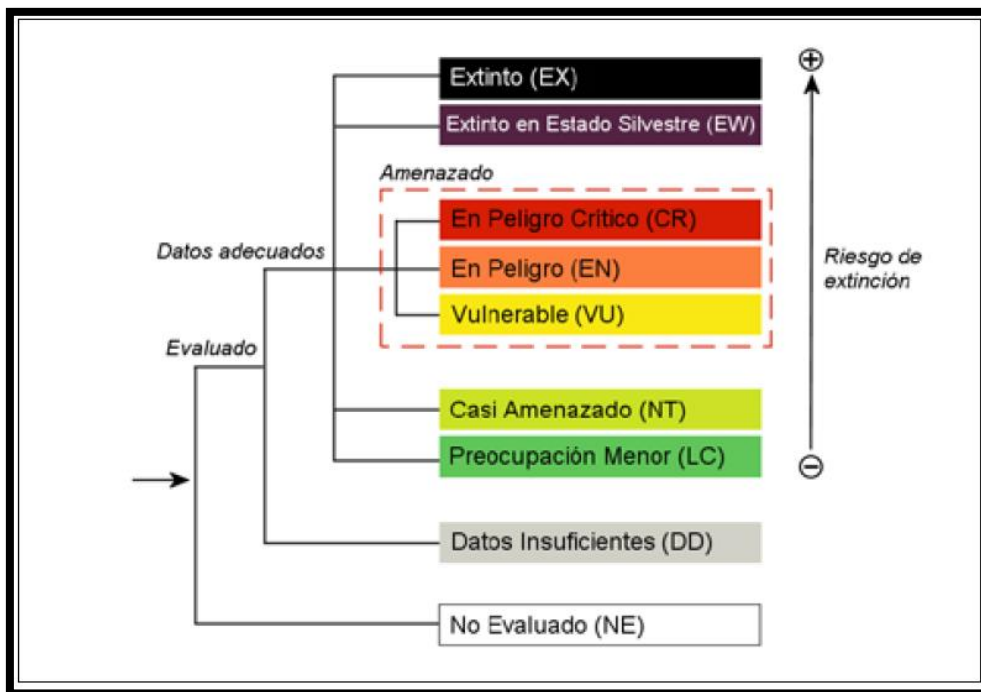 Extinto (EX)
Extinto en Estado Silvestre (EW)
Amenazado
En Peligro Crítico (CR)
Datos adecuados
En Peligro (EN)
Riesgo de
extinción
Vulnerable (VU)
Evaluado
Casi Amenazado (NT)
Preocupación Menor (LC)
Datos Insuficientes (DD)
No Evaluado (NE)